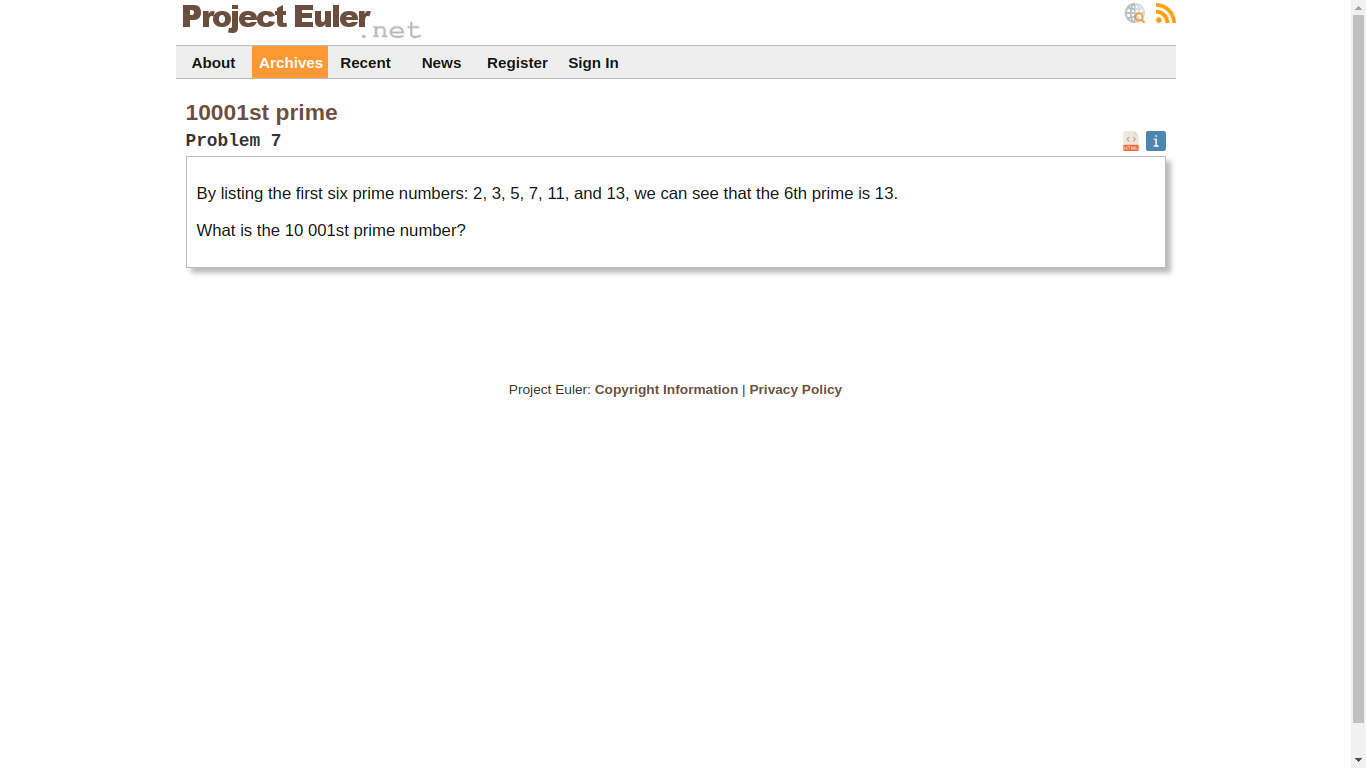 Project Euler
.net
About Archives Recent News Register Sign In
10001st prime
Problem 7
HTML i
By listing the first six prime numbers: 2, 3, 5, 7, 11, and 13, we can see that the 6th prime is 13.
What is the 10 001st prime number?
Project Euler: Copyright Information | Privacy Policy